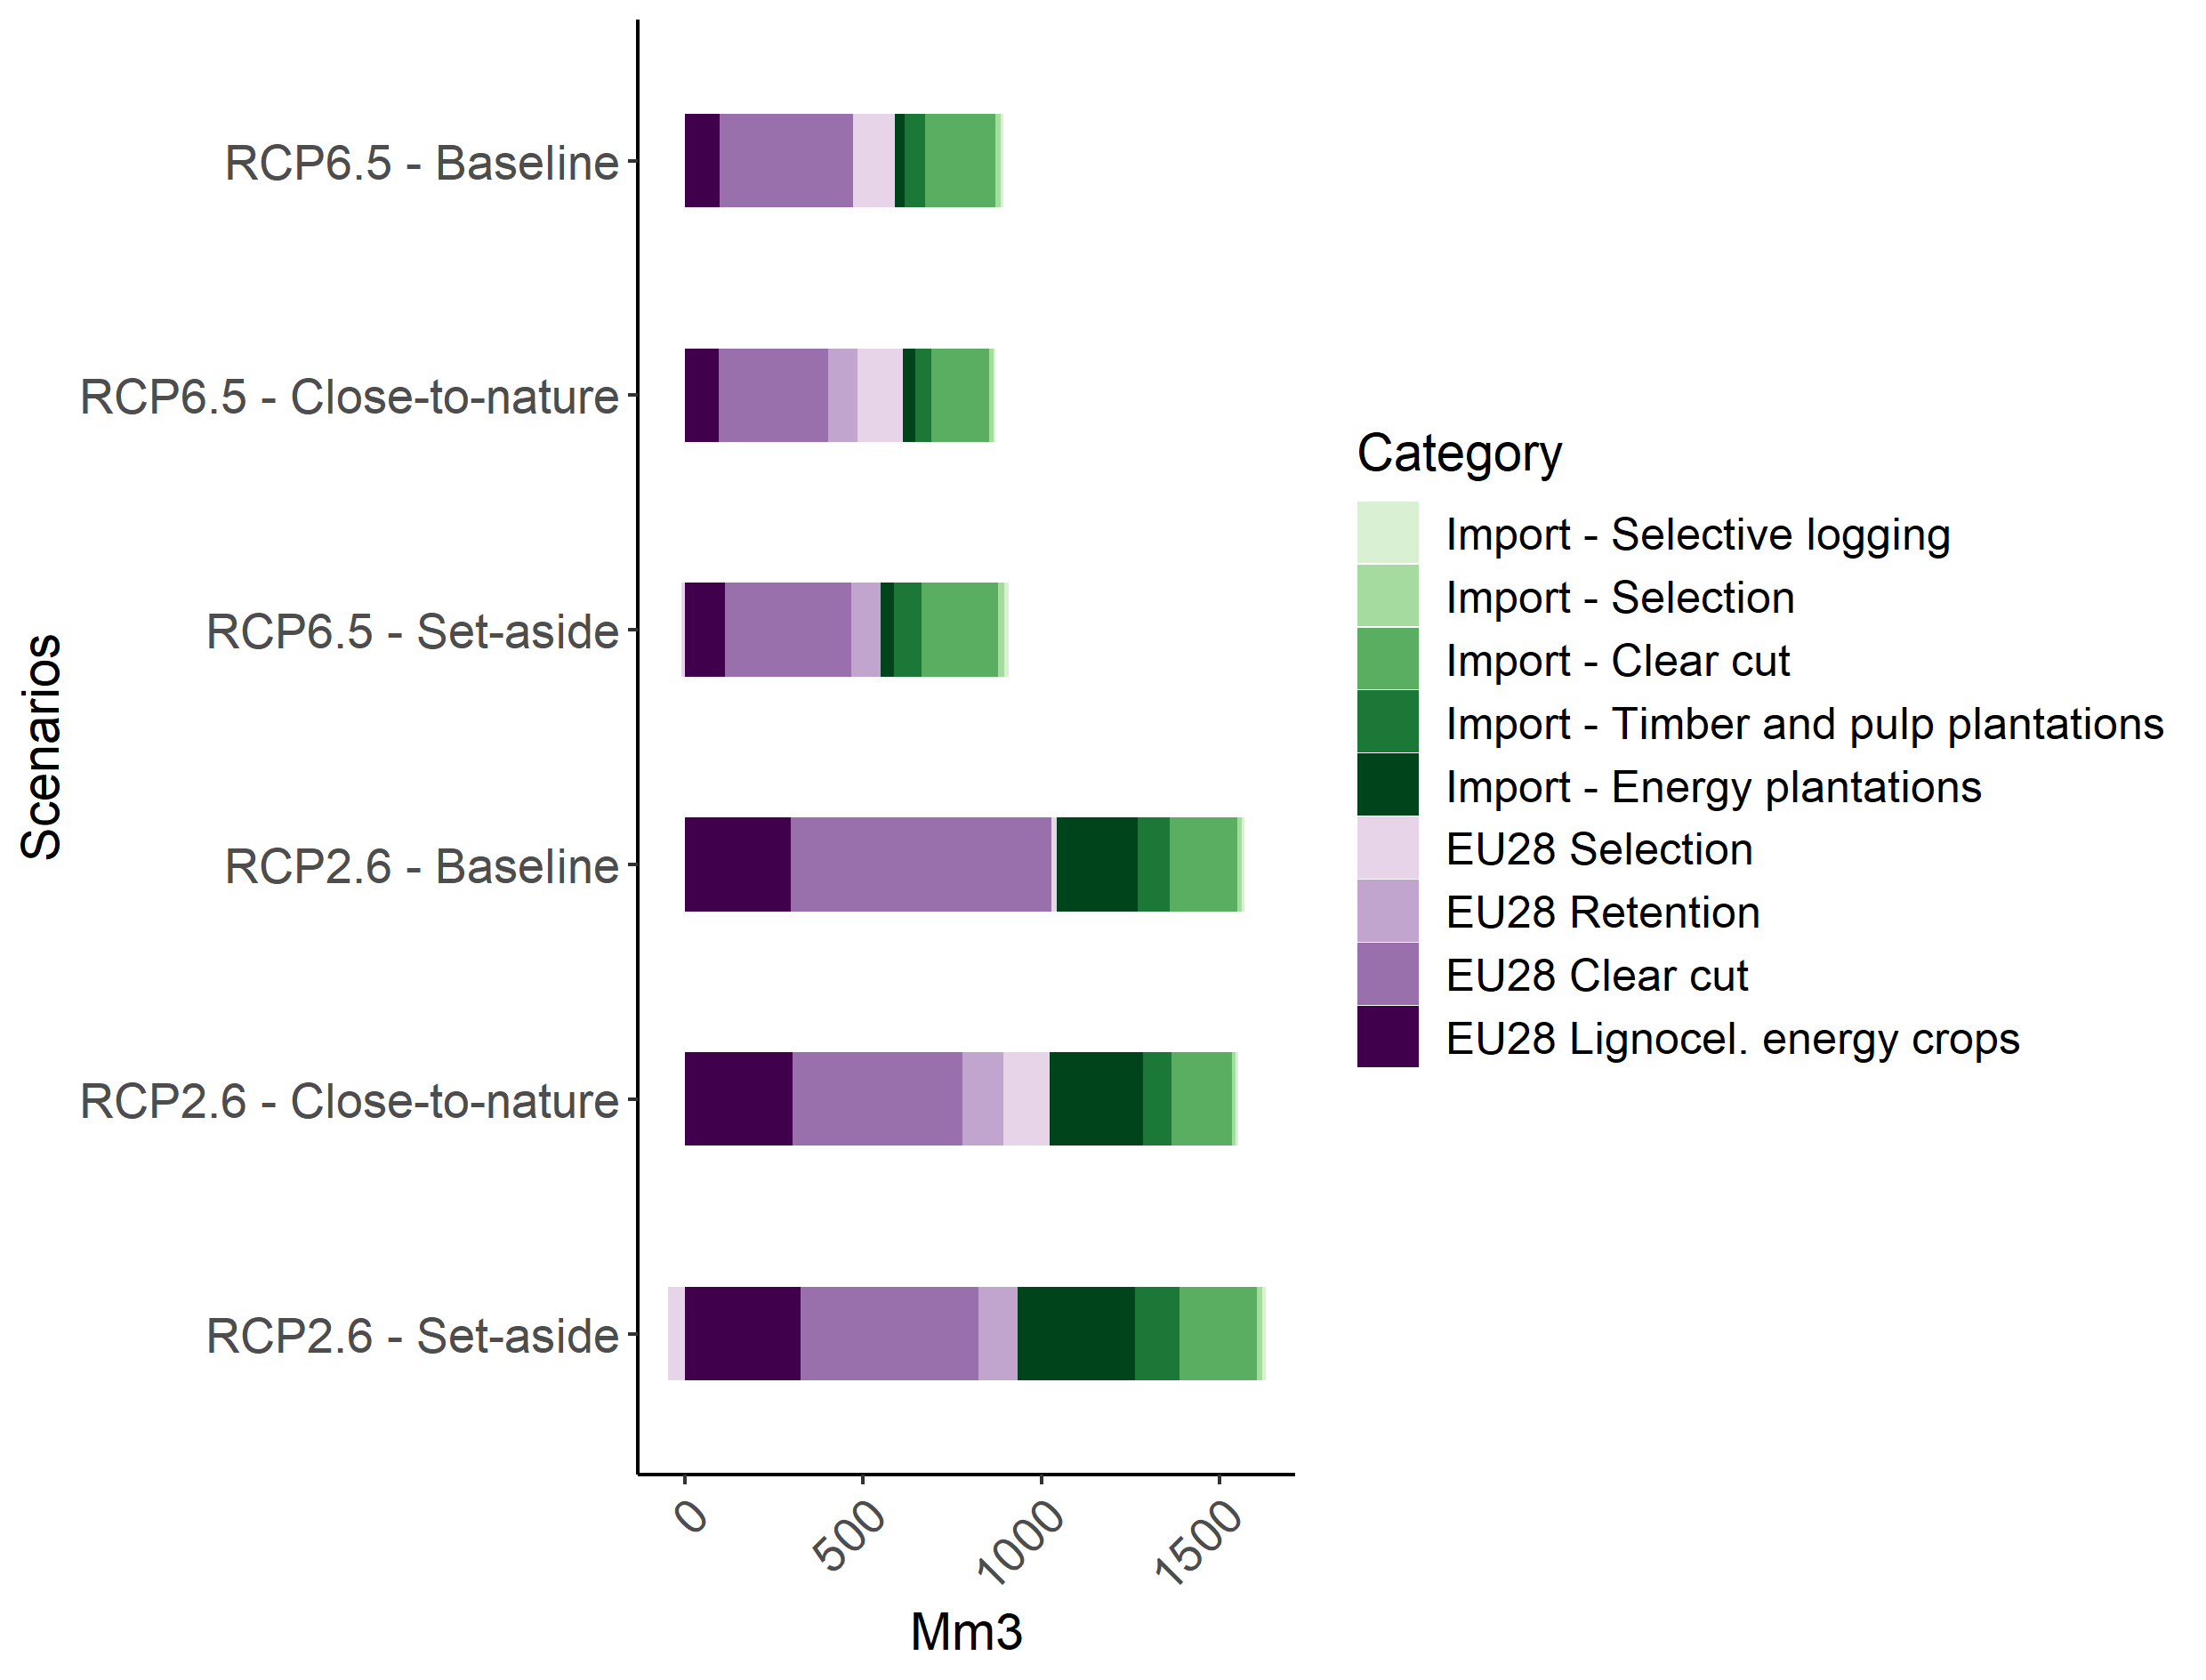 RCP6.5 - Baseline
RCP6.5 - Close-to-nature
RCP6.5 - Set-aside
RCP2.6 - Baseline
RCP2.6 - Close-to-nature
RCP2.6 - Set-aside
Scenarios
0
500
1000
1500
Mm3
Category
Import - Selective logging
Import - Selection
Import - Clear cut
Import - Timber and pulp plantations
Import - Energy plantations
EU28 Selection
EU28 Retention
EU28 Clear cut
EU28 Lignocel. energy crops